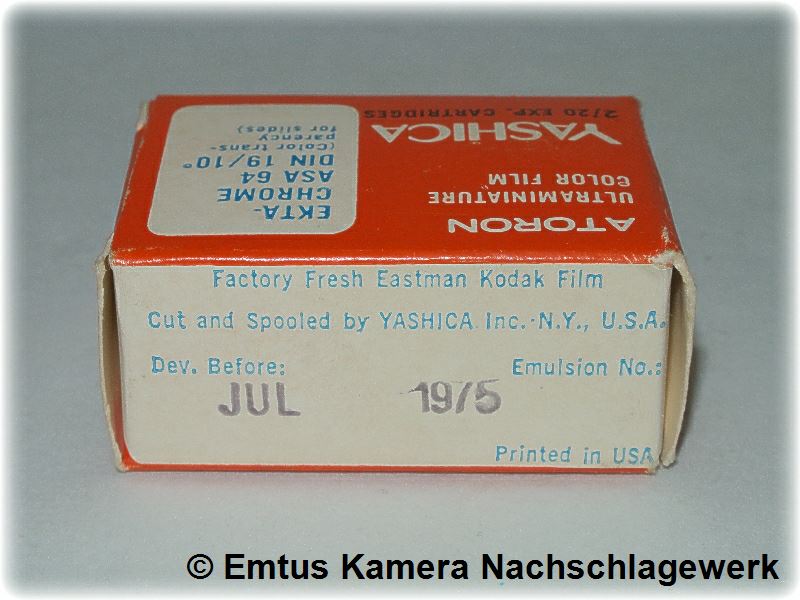 ATORON
ULTRAMINIATURE
COLOR FILM
YASHICA
2/20 EXP. CARTRIDGES
EKTA-
CHROME
ASA 64
DIN 19/10°
(Color trans-
parency
for slides)
Factory Fresh Eastman Kodak Film
Cut and Spooled by YASHICA Inc.-N.Y., U.S.A.
Dev. Before: Emulsion No.:
JUL 1975
Printed in USA
© Emtus Kamera Nachschlagewerk